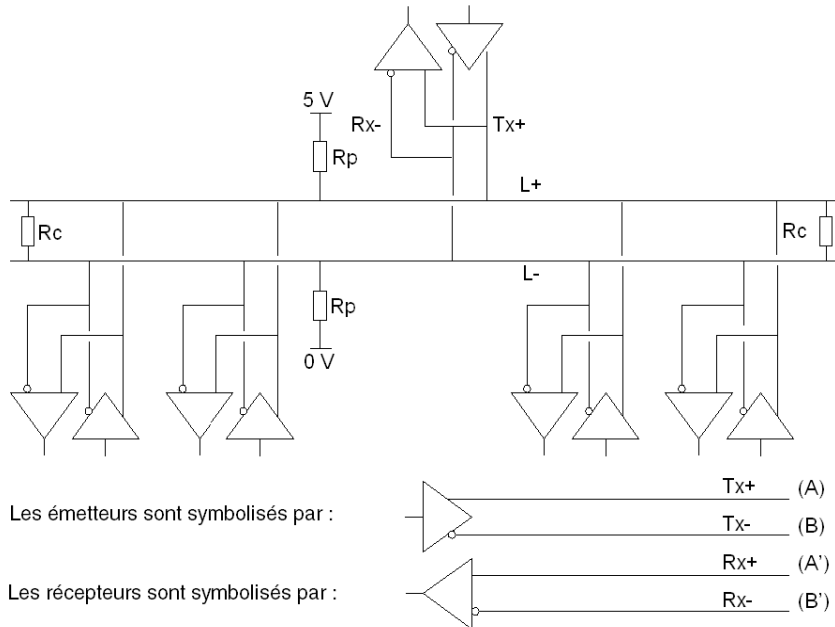 5 V
Rx-
Tx+
Rp
L+
Rc
Rc
L-
Rp
0 V
Tx+ (A)
Les émetteurs sont symbolisés par :
Tx- (B)
Rx+ (A')
Les récepteurs sont symbolisés par :
Rx- (B')